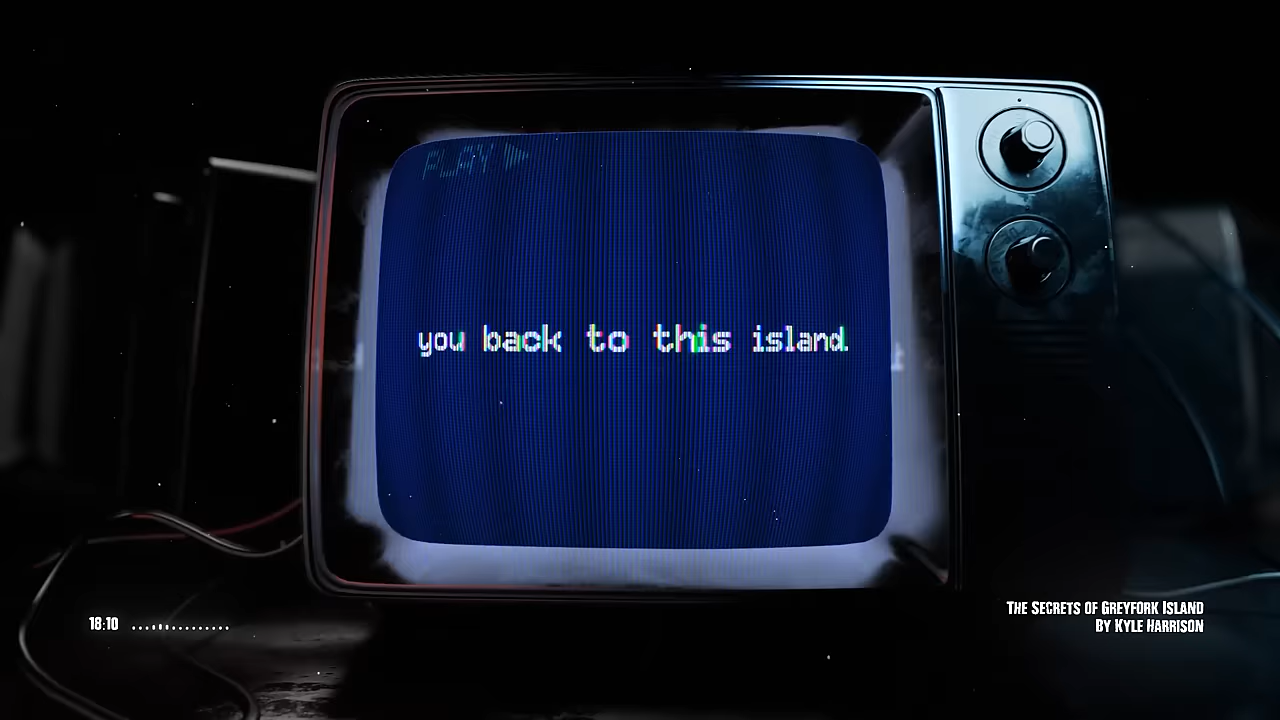 PLAY
you back to this island
18:10
The Secrets of Greyfork Island
By Kyle Harrison